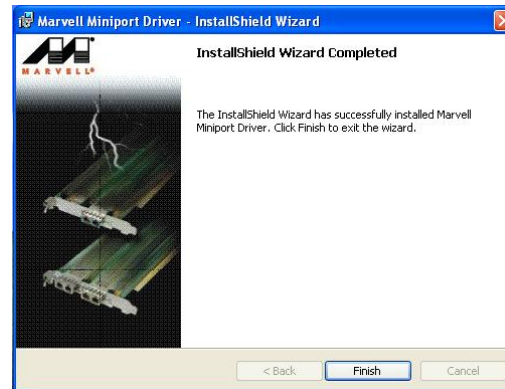 Marvell Miniport Driver - InstallShield Wizard
MARVELL®
InstallShield Wizard Completed
The InstallShield Wizard has successfully installed Marvell
Miniport Driver. Click Finish to exit the wizard.
< Back
Finish
Cancel